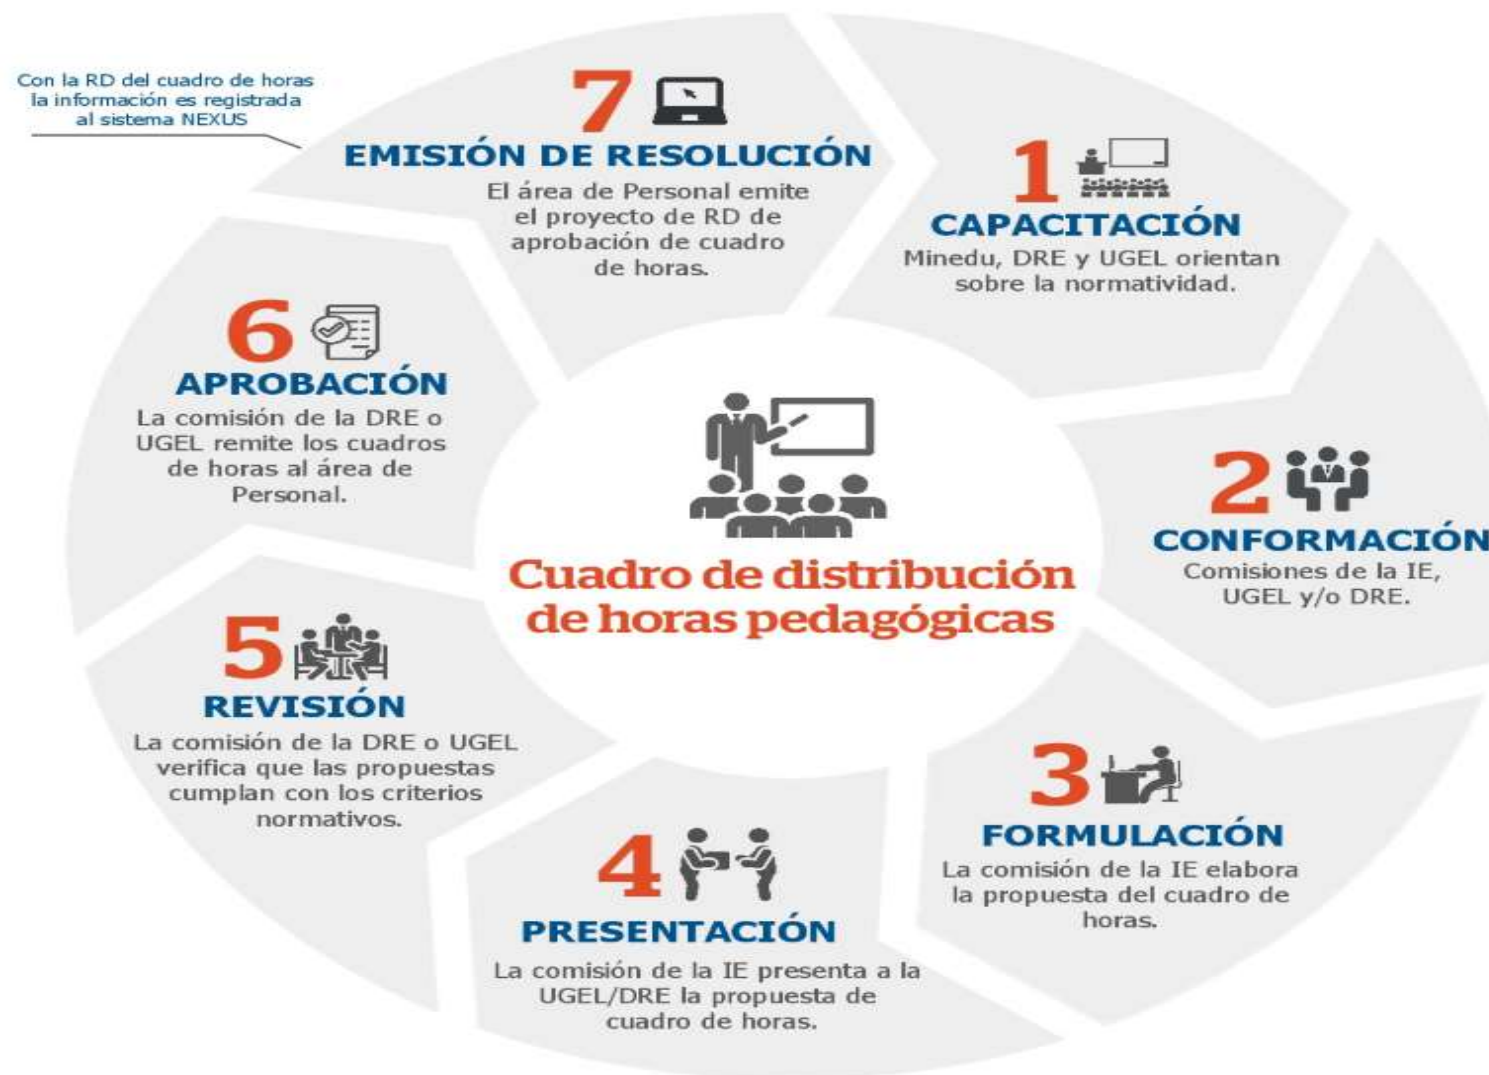 Con la RD del cuadro de horas
la información es registrada
al sistema NEXUS
7
EMISIÓN DE RESOLUCIÓN
El área de Personal emite
el proyecto de RD de
aprobación de cuadro
de horas.
1
CAPACITACIÓN
Minedu, DRE y UGEL orientan
sobre la normatividad.
2
CONFORMACIÓN
Comisiones de la IE,
UGEL y/o DRE.
3
FORMULACIÓN
La comisión de la IE elabora
la propuesta del cuadro de
horas.
4
PRESENTACIÓN
La comisión de la IE presenta a la
UGEL/DRE la propuesta de
cuadro de horas.
5
REVISIÓN
La comisión de la DRE o UGEL
verifica que las propuestas
cumplan con los criterios
normativos.
6
APROBACIÓN
La comisión de la DRE o
UGEL remite los cuadros
de horas al área de
Personal.
Cuadro de distribución
de horas pedagógicas